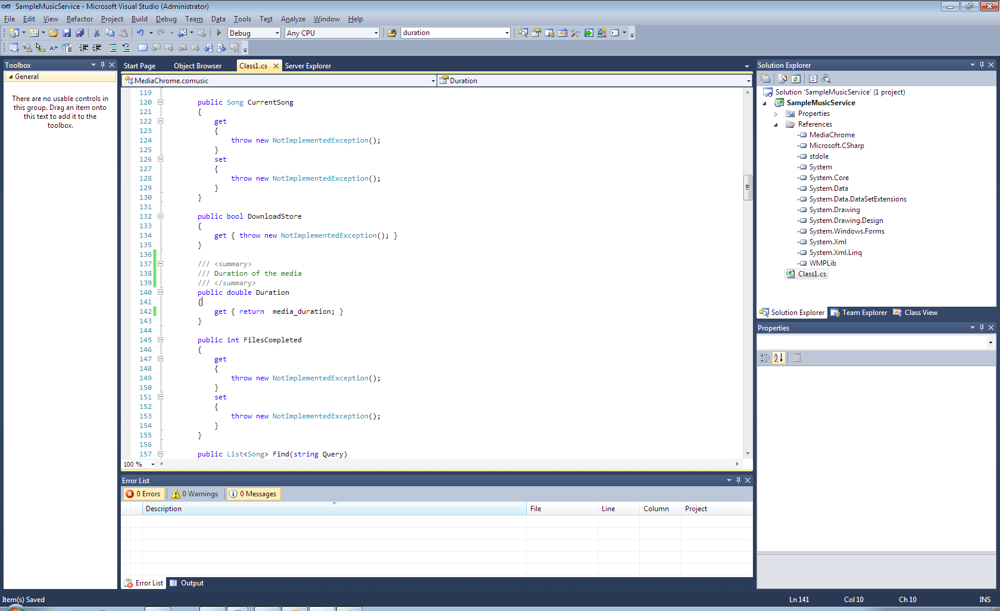 SampleMusicService - Microsoft Visual Studio (Administrator)
File Edit View Refactor Project Build Debug Team Data Tools Test Analyze Window Help
Debug Any CPU duration
Toolbox
General
There are no usable controls in
this group. Drag an item onto
this text to add it to the
toolbox.
Start Page Object Browser Class1.cs Server Explorer
MediaChrome.comusic Duration
119
120 public Song CurrentSong
121 {
122 get
123 {
124 throw new NotImplementedException();
125 }
126 set
127 {
128 throw new NotImplementedException();
129 }
130 }
131
132 public bool DownloadStore
133 {
134 get { throw new NotImplementedException(); }
135 }
136
137 /// <summary>
138 /// Duration of the media
139 /// </summary>
140 public double Duration
141 {
142 get { return  media_duration; }
143 }
144
145 public int FilesCompleted
146 {
147 get
148 {
149 throw new NotImplementedException();
150 }
151 set
152 {
153 throw new NotImplementedException();
154 }
155 }
156
157 public List<Song> Find(string Query)
100 %
Error List
0 Errors 0 Warnings 0 Messages
Description File Line Column Project
Error List Output
Solution Explorer
Solution 'SampleMusicService' (1 project)
SampleMusicService
Properties
References
MediaChrome
Microsoft.CSharp
stdole
System
System.Core
System.Data
System.Data.DataSetExtensions
System.Drawing
System.Drawing.Design
System.Windows.Forms
System.Xml
System.Xml.Linq
WMPLib
Class1.cs
Solution Explorer Team Explorer Class View
Properties
Item(s) Saved Ln 141 Col 10 Ch 10 INS